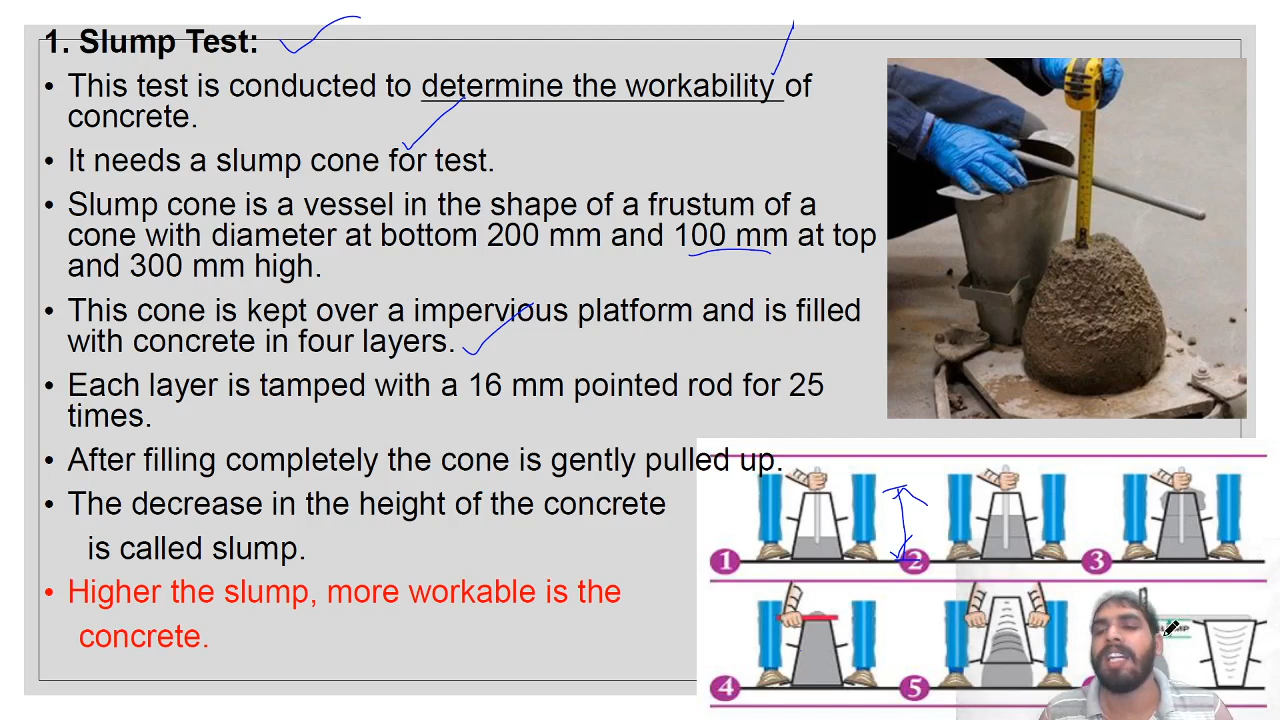 1. Slump Test:
• This test is conducted to determine the workability of
concrete.
• It needs a slump cone for test.
• Slump cone is a vessel in the shape of a frustum of a
cone with diameter at bottom 200 mm and 100 mm at top
and 300 mm high.
• This cone is kept over a impervious platform and is filled
with concrete in four layers.
• Each layer is tamped with a 16 mm pointed rod for 25
times.
• After filling completely the cone is gently pulled up.
• The decrease in the height of the concrete
is called slump.
• Higher the slump, more workable is the
concrete.
1
2
3
4
5